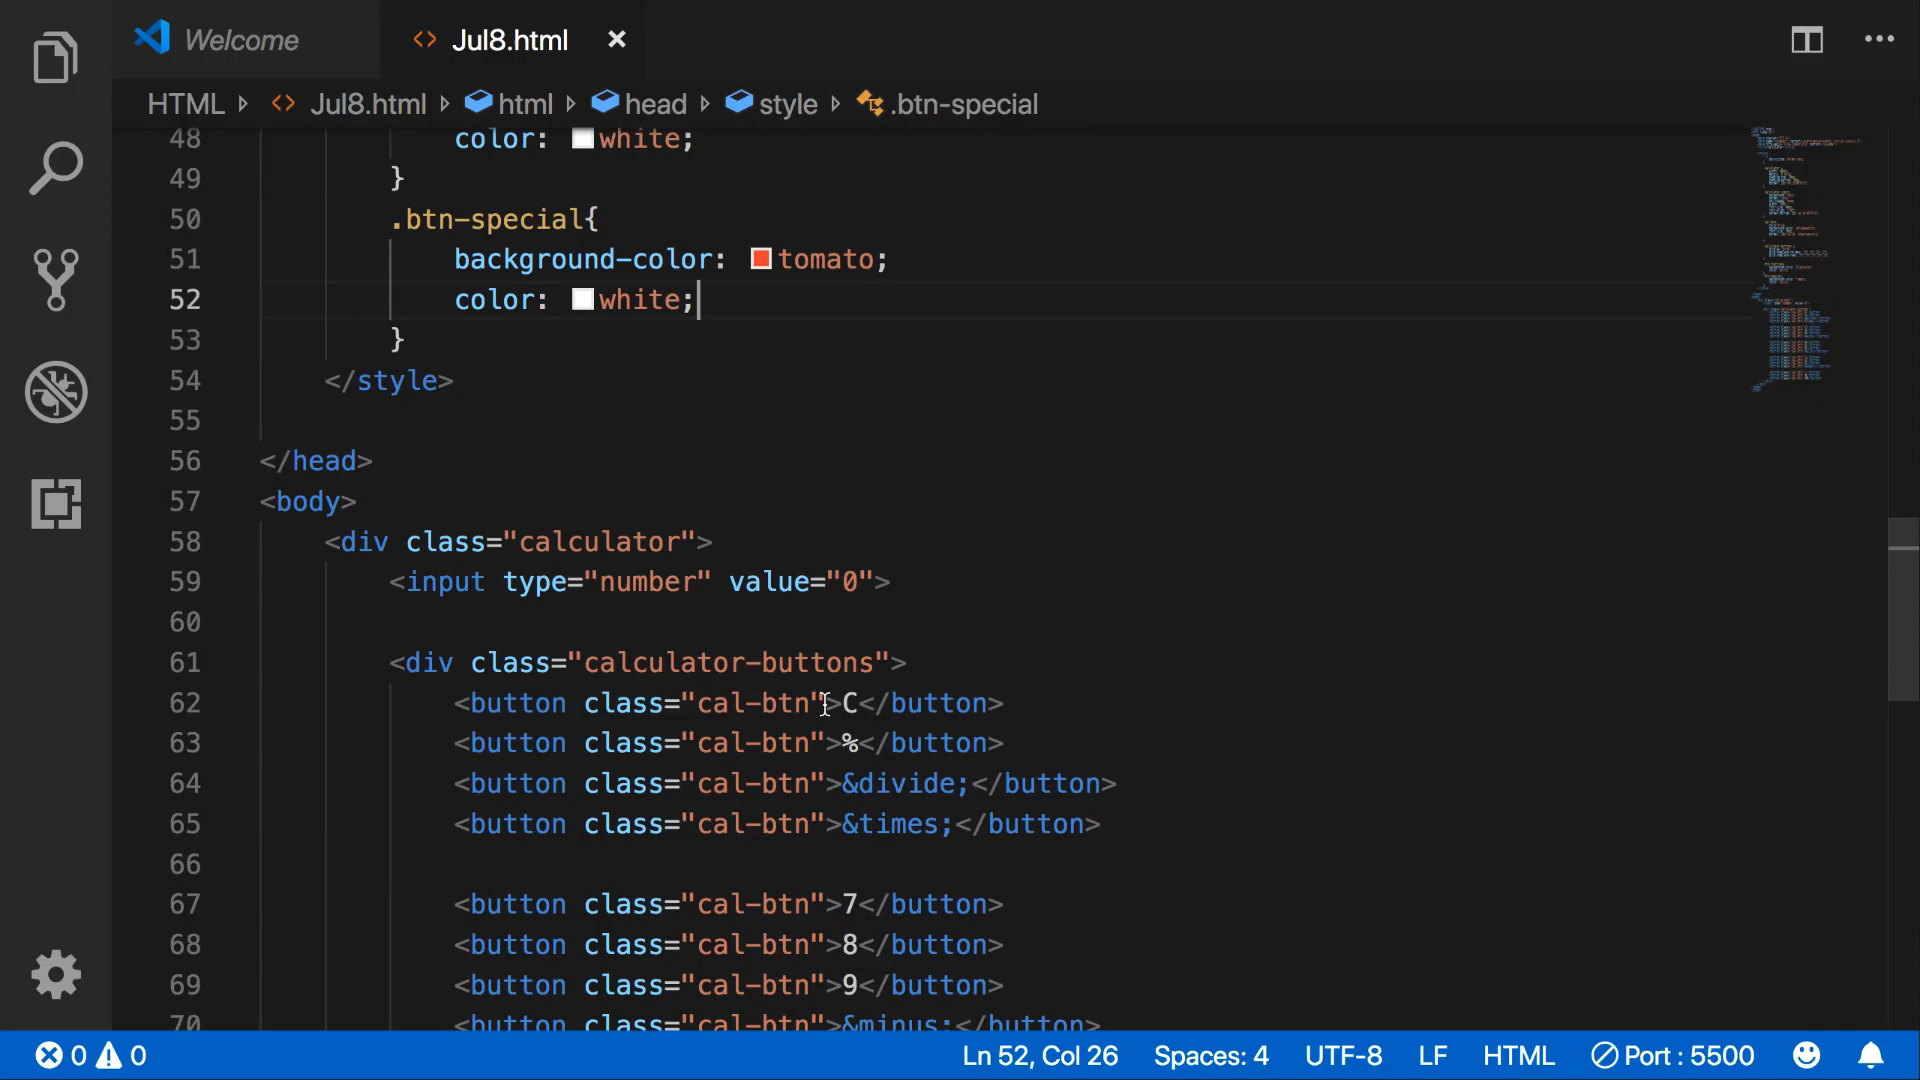 Welcome
Jul8.html
HTML Jul8.html html head style .btn-special
48 color: white;
49 }
50 .btn-special{
51 background-color: tomato;
52 color: white;
53 }
54 </style>
55
56 </head>
57 <body>
58 <div class="calculator">
59 <input type="number" value="0">
60
61 <div class="calculator-buttons">
62 <button class="cal-btn">C</button>
63 <button class="cal-btn">%</button>
64 <button class="cal-btn">&divide;</button>
65 <button class="cal-btn">&times;</button>
66
67 <button class="cal-btn">7</button>
68 <button class="cal-btn">8</button>
69 <button class="cal-btn">9</button>
70 <button class="cal-btn">&minus;</button>
0 0 Ln 52, Col 26 Spaces: 4 UTF-8 LF HTML Port : 5500